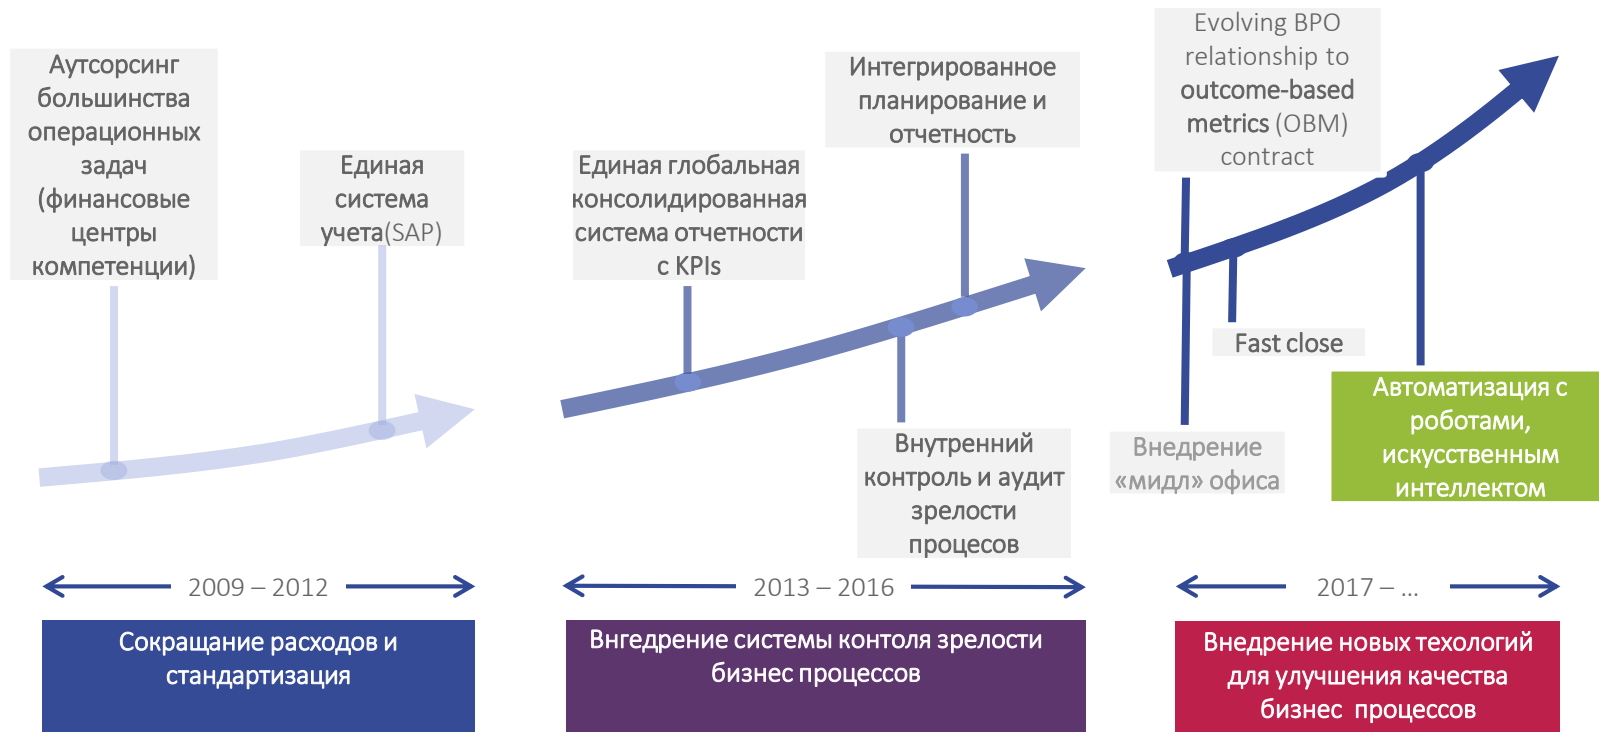 Аутсорсинг
большинства
операционных
задач
(финансовые
центры
компетенции)
Единая
система
учета(SAP)
Единая глобальная
консолидированная
система отчетности
с KPIs
Интегрированное
планирование и
отчетность
Внутренний
контроль и аудит
зрелости
процесов
Evolving BPO
relationship to
outcome-based
metrics (OBM)
contract
Fast close
Внедрение
«мидл» офиса
Автоматизация с
роботами,
искусственным
интеллектом
2009 – 2012
2013 – 2016
2017 – ...
Сокращание расходов и
стандартизация
Внгедрение системы контоля зрелости
бизнес процессов
Внедрение новых техологий
для улучшения качества
бизнес процессов